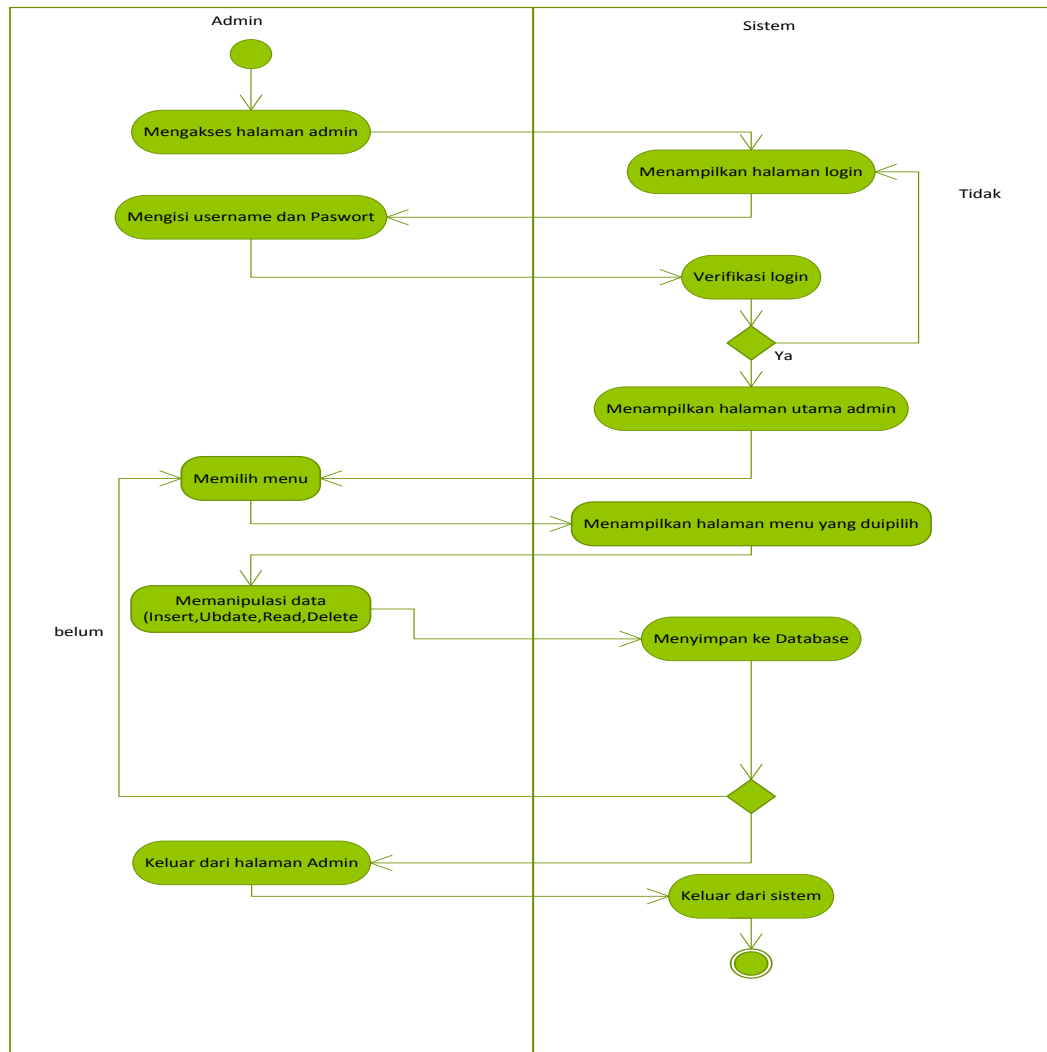 Admin
Sistem
Mengakses halaman admin
Menampilkan halaman login
Tidak
Mengisi username dan Paswort
Verifikasi login
Ya
Menampilkan halaman utama admin
Memilih menu
Menampilkan halaman menu yang duipilih
Memanipulasi data
(Insert,Ubdate,Read,Delete
belum
Menyimpan ke Database
Keluar dari halaman Admin
Keluar dari sistem